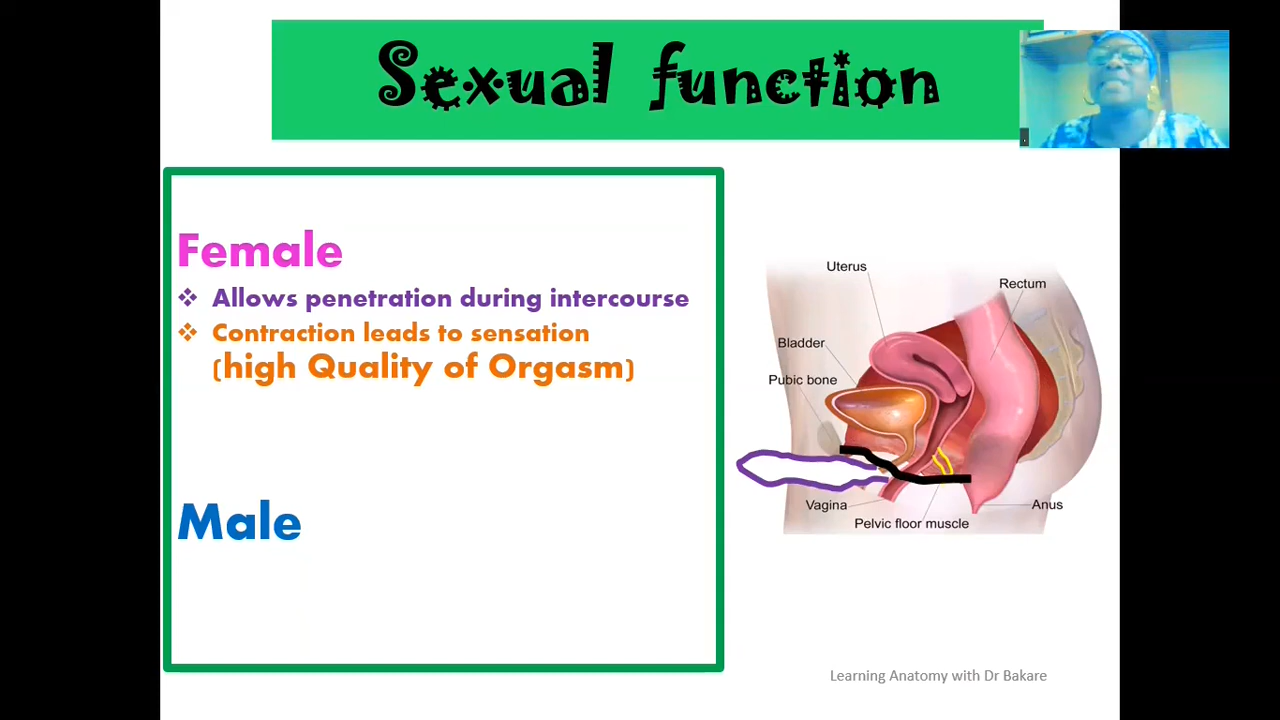 Sexual function
Female
Allows penetration during intercourse
Contraction leads to sensation
(high Quality of Orgasm)
Male
Uterus
Rectum
Bladder
Pubic bone
Vagina
Anus
Pelvic floor muscle
Learning Anatomy with Dr Bakare